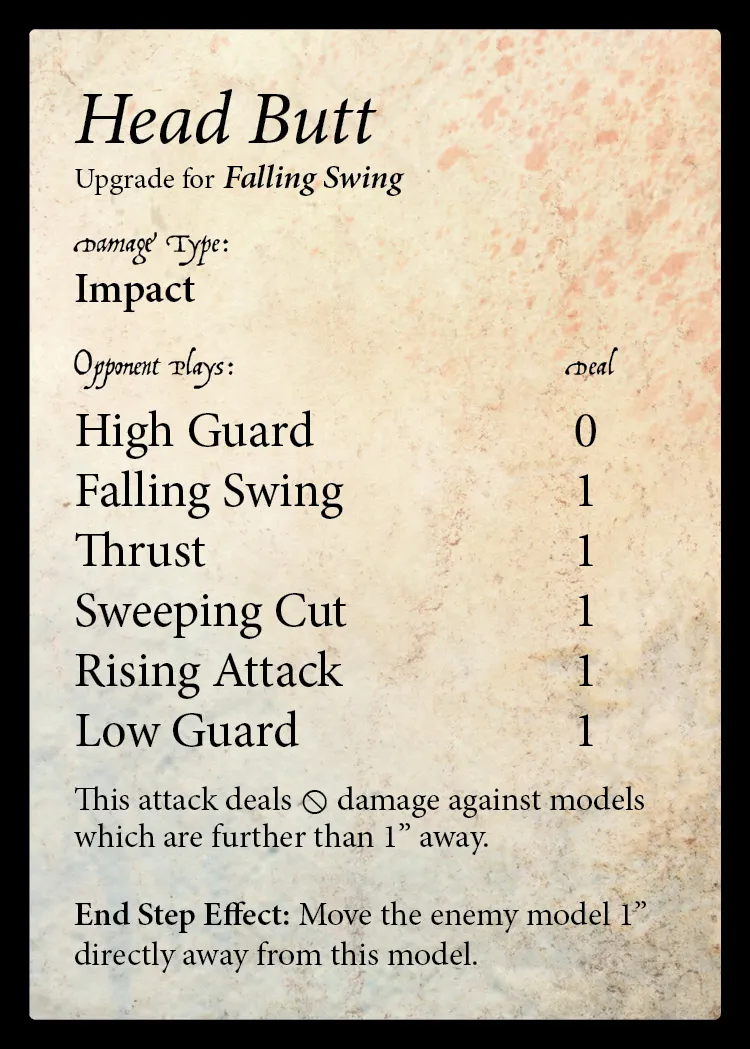 Head Butt
Upgrade for Falling Swing
Damage Type:
Impact
Opponent Plays: Deal
High Guard 0
Falling Swing 1
Thrust 1
Sweeping Cut 1
Rising Attack 1
Low Guard 1
This attack deals 🛇 damage against models
which are further than 1” away.
End Step Effect: Move the enemy model 1”
directly away from this model.